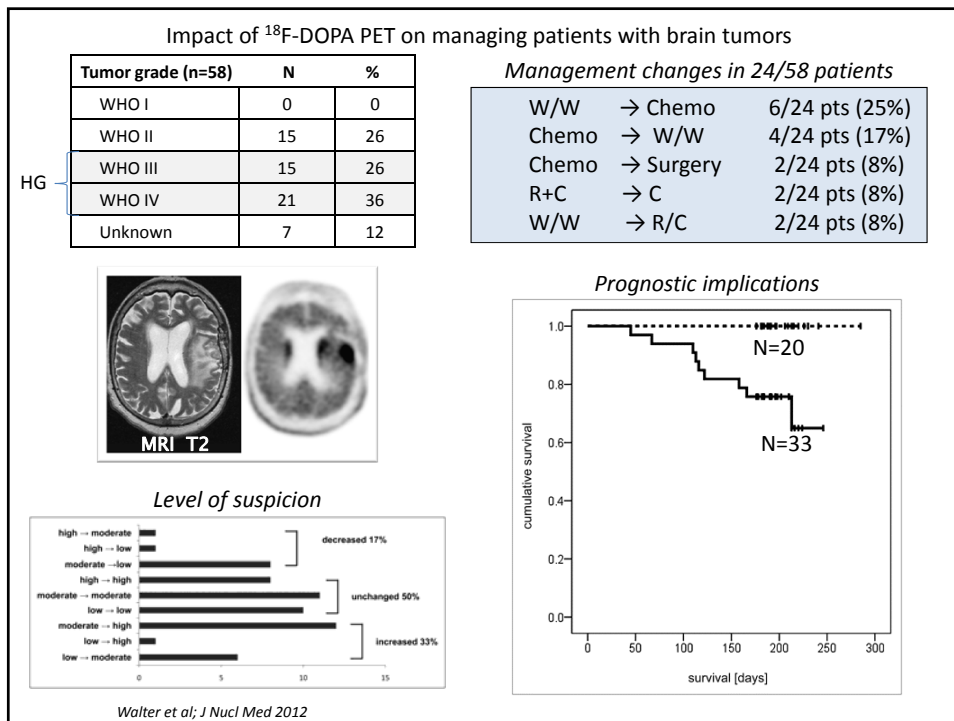 Impact of ¹⁸F-DOPA PET on managing patients with brain tumors
Tumor grade (n=58) N %
WHO I 0 0
WHO II 15 26
WHO III 15 26
WHO IV 21 36
Unknown 7 12
HG
Management changes in 24/58 patients
W/W → Chemo 6/24 pts (25%)
Chemo → W/W 4/24 pts (17%)
Chemo → Surgery 2/24 pts (8%)
R+C → C 2/24 pts (8%)
W/W → R/C 2/24 pts (8%)
MRI T2
Prognostic implications
1.0
0.8
0.6
0.4
0.2
0.0
cumulative survival
N=20
N=33
0 50 100 150 200 250 300
survival [days]
Level of suspicion
high → moderate
high → low
moderate →low
high → high
moderate → moderate
low → low
moderate → high
low → high
low → moderate
decreased 17%
unchanged 50%
increased 33%
0 5 10 15
Walter et al; J Nucl Med 2012